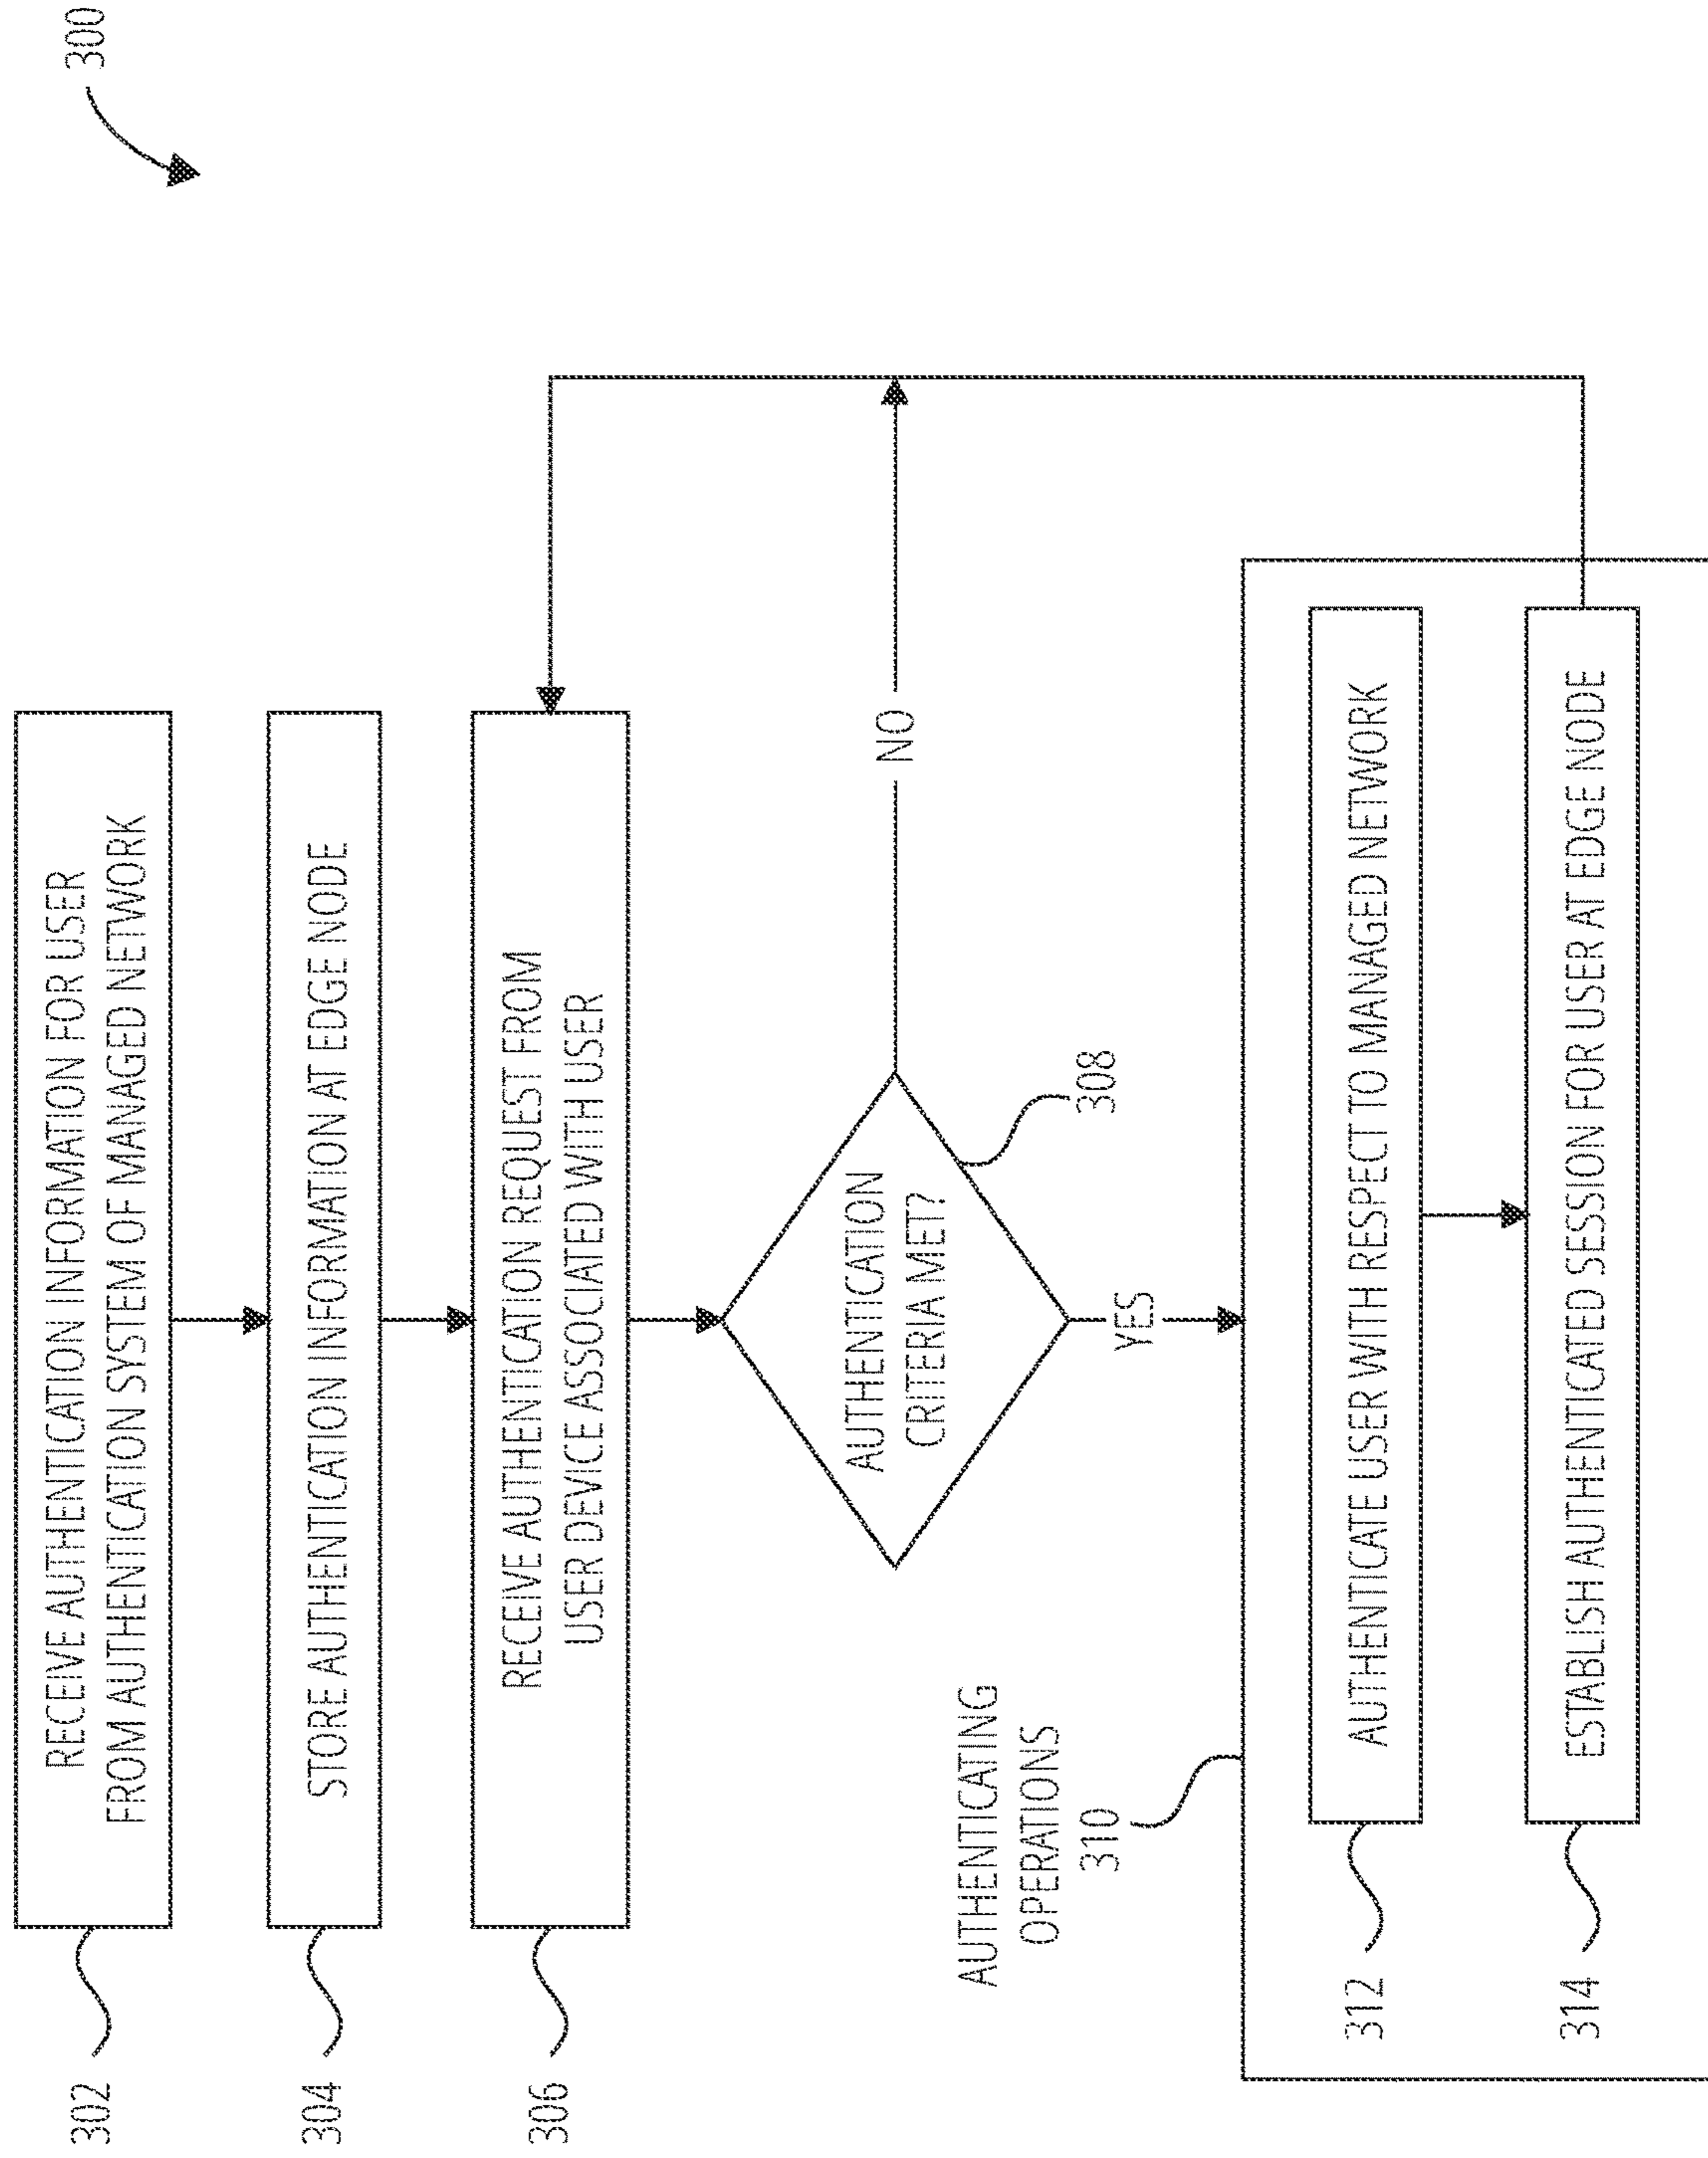 300
302
RECEIVE AUTHENTICATION INFORMATION FOR USER
FROM AUTHENTICATION SYSTEM OF MANAGED NETWORK
304
STORE AUTHENTICATION INFORMATION AT EDGE NODE
306
RECEIVE AUTHENTICATION REQUEST FROM
USER DEVICE ASSOCIATED WITH USER
AUTHENTICATION
CRITERIA MET?
NO
308
YES
AUTHENTICATING
OPERATIONS
310
312
AUTHENTICATE USER WITH RESPECT TO MANAGED NETWORK
314
ESTABLISH AUTHENTICATED SESSION FOR USER AT EDGE NODE